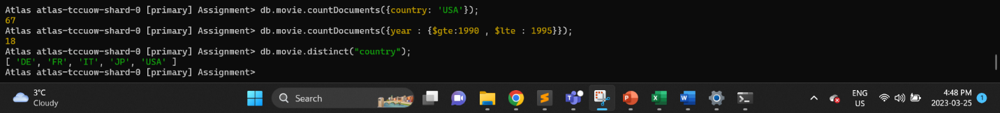 Atlas atlas-tccuow-shard-0 [primary] Assignment> db.movie.countDocuments({country: 'USA'});
67
Atlas atlas-tccuow-shard-0 [primary] Assignment> db.movie.countDocuments({year : {$gte:1990 , $lte : 1995}});
18
Atlas atlas-tccuow-shard-0 [primary] Assignment> db.movie.distinct("country");
[ 'DE', 'FR', 'IT', 'JP', 'USA' ]
Atlas atlas-tccuow-shard-0 [primary] Assignment>
3°C
Cloudy
Search
ENG
US
4:48 PM
2023-03-25
1